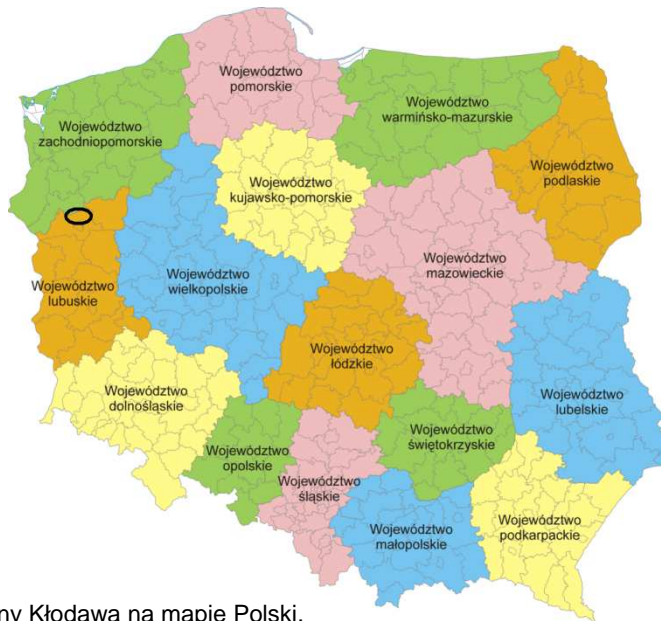 Województwo
pomorskie
Województwo
zachodniopomorskie
Województwo
warmińsko-mazurskie
Województwo
kujawsko-pomorskie
Województwo
podlaskie
Województwo
mazowieckie
Województwo
lubuskie
Województwo
wielkopolskie
Województwo
łódzkie
Województwo
dolnośląskie
Województwo
lubelskie
Województwo
opolskie
Województwo
świętokrzyskie
Województwo
śląskie
Województwo
małopolskie
Województwo
podkarpackie
ny Kłodawa na mapie Polski.